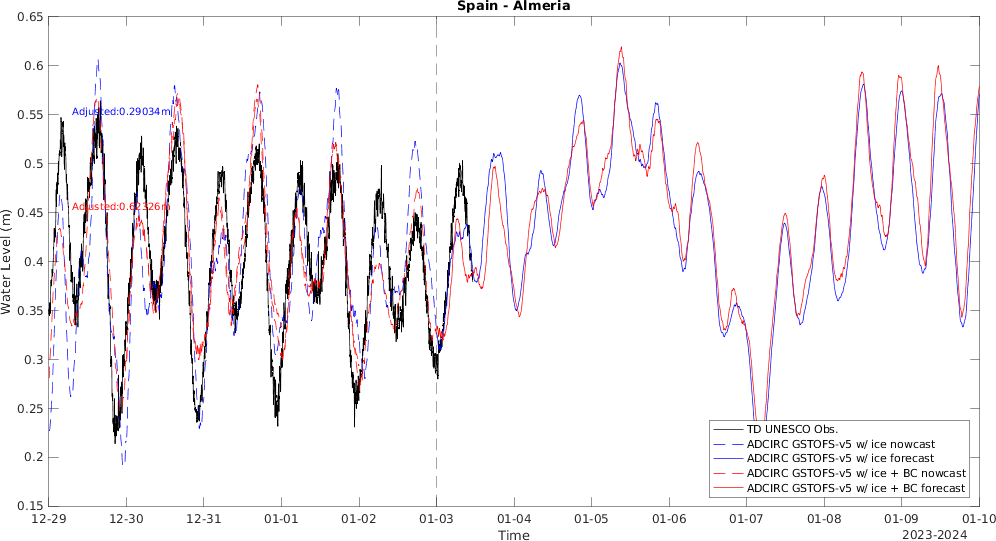 Spain - Almeria
0.65
0.6
0.55
0.5
0.45
0.4
0.35
0.3
0.25
0.2
0.15
Water Level (m)
Adjusted:0.29034m
Adjusted:0.62326m
TD UNESCO Obs.
ADCIRC GSTOFS-v5 w/ ice nowcast
ADCIRC GSTOFS-v5 w/ ice forecast
ADCIRC GSTOFS-v5 w/ ice + BC nowcast
ADCIRC GSTOFS-v5 w/ ice + BC forecast
12-29 12-30 12-31 01-01 01-02 01-03 01-04 01-05 01-06 01-07 01-08 01-09 01-10
Time
2023-2024